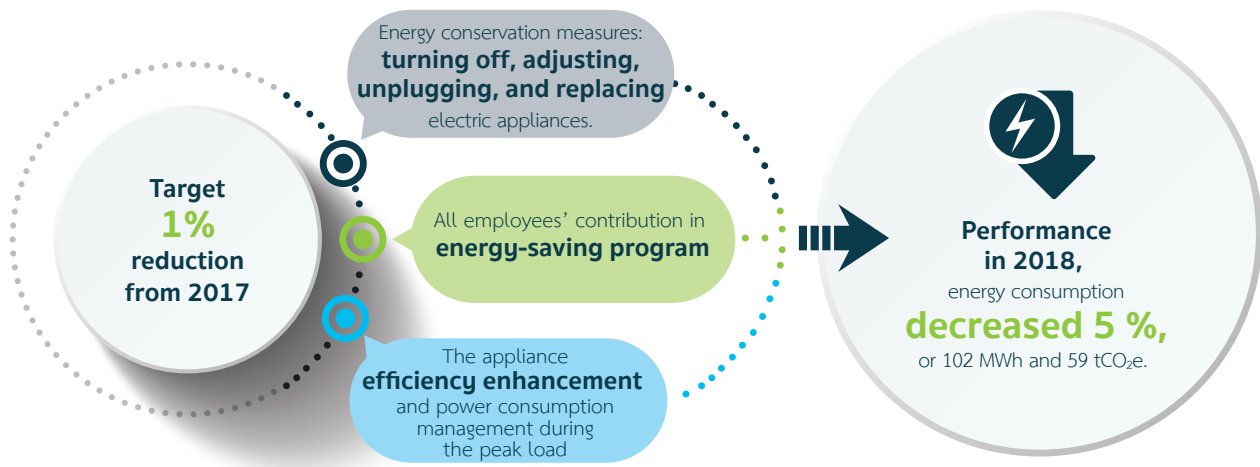 Target
1%
reduction
from 2017
Energy conservation measures:
turning off, adjusting,
unplugging, and replacing
electric appliances.
All employees’ contribution in
energy-saving program
The appliance
efficiency enhancement
and power consumption
management during
the peak load
Performance
in 2018,
energy consumption
decreased 5 %,
or 102 MWh and 59 tCO₂e.